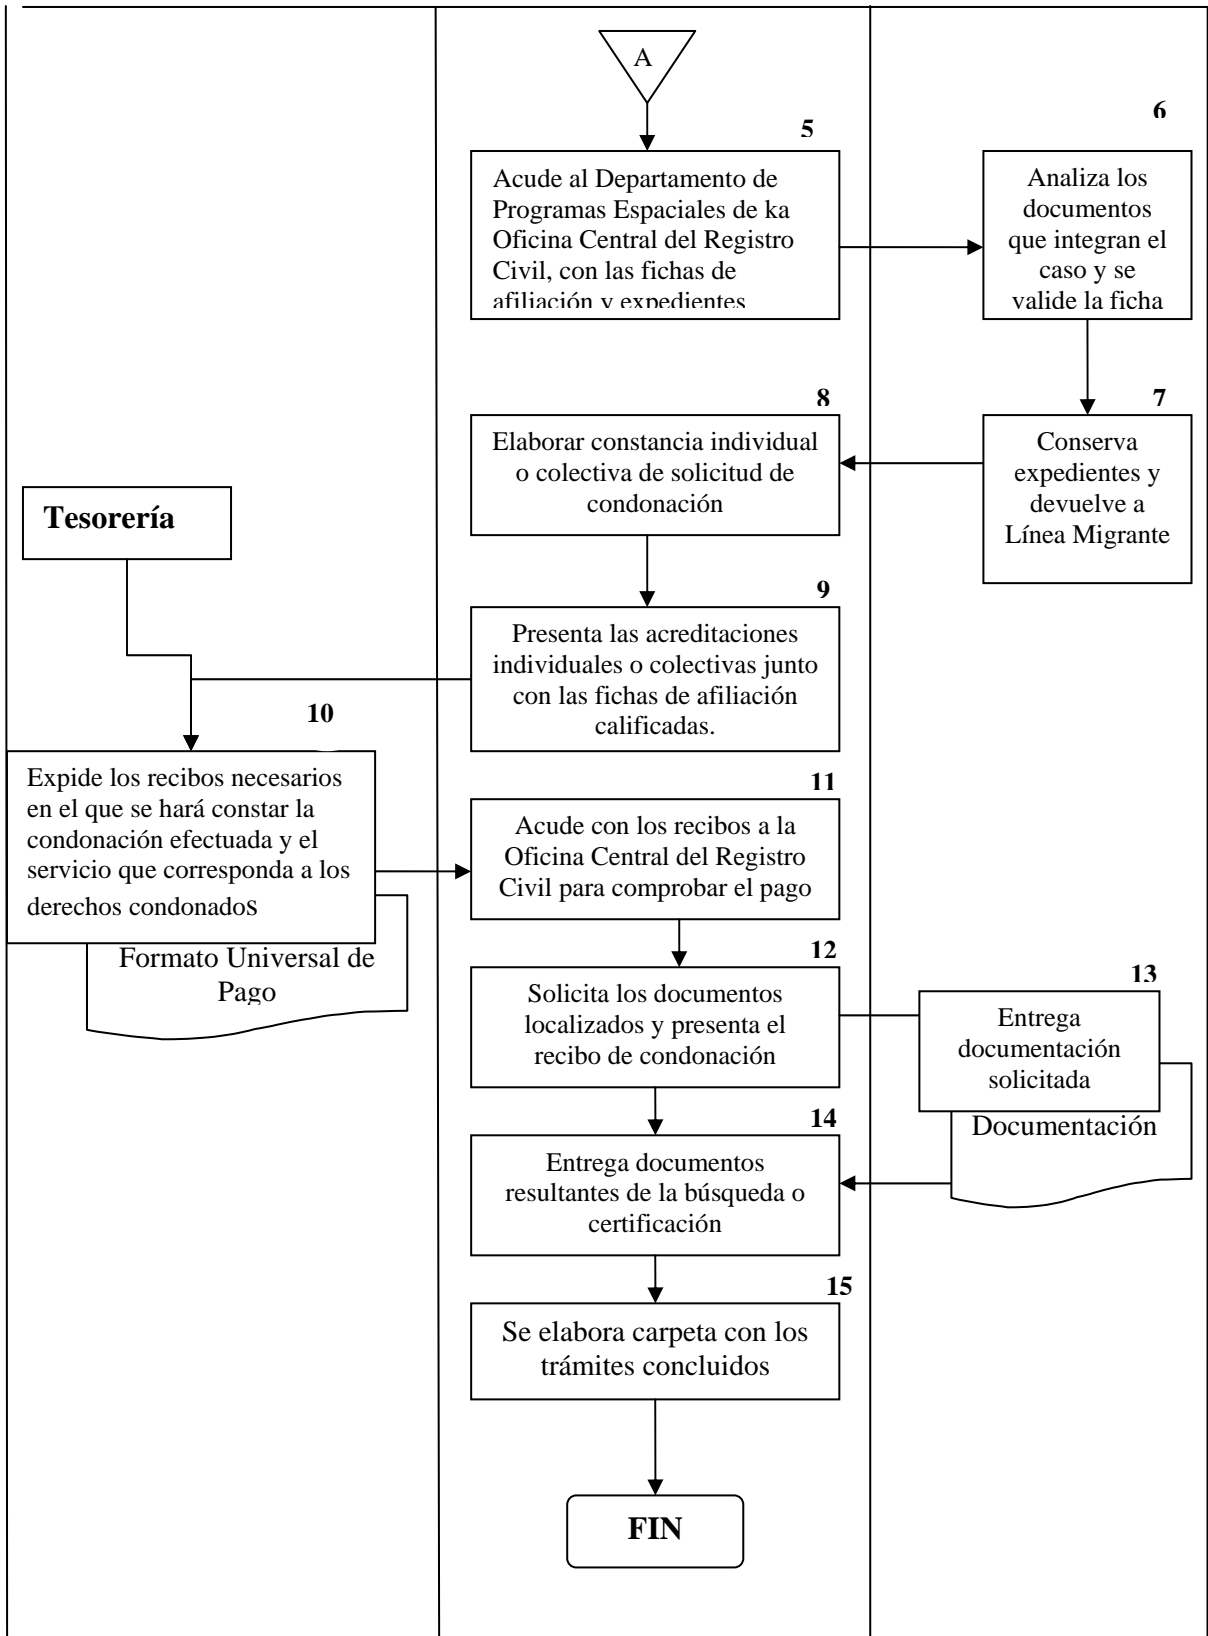 A
5
Acude al Departamento de
Programas Espaciales de ka
Oficina Central del Registro
Civil, con las fichas de
afiliación y expedientes
6
Analiza los
documentos
que integran el
caso y se
valide la ficha
7
Conserva
expedientes y
devuelve a
Línea Migrante
8
Elaborar constancia individual
o colectiva de solicitud de
condonación
Tesorería
9
Presenta las acreditaciones
individuales o colectivas junto
con las fichas de afiliación
calificadas.
10
Expide los recibos necesarios
en el que se hará constar la
condonación efectuada y el
servicio que corresponda a los
derechos condonados
Formato Universal de
Pago
11
Acude con los recibos a la
Oficina Central del Registro
Civil para comprobar el pago
12
Solicita los documentos
localizados y presenta el
recibo de condonación
13
Entrega
documentación
solicitada
Documentación
14
Entrega documentos
resultantes de la búsqueda o
certificación
15
Se elabora carpeta con los
trámites concluidos
FIN